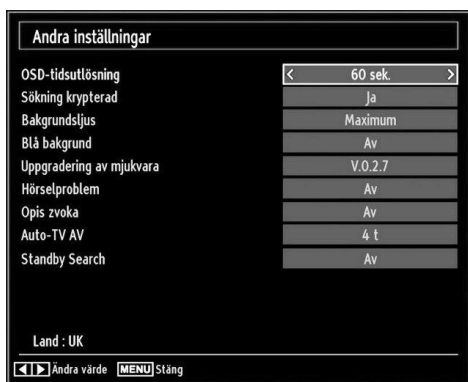 Andra inställningar
OSD-tidsutlösning < 60 sek. >
Sökning krypterad Ja
Bakgrundsljus Maximum
Blå bakgrund Av
Uppgradering av mjukvara V.0.2.7
Hörselproblem Av
Opis zvoka Av
Auto-TV AV 4 t
Standby Search Av
Land : UK
Ändra värde MENU Stäng